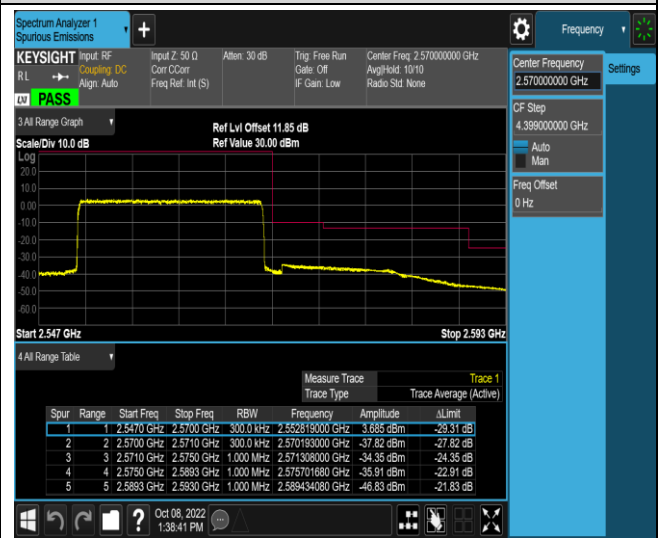 Spectrum Analyzer 1
Spurious Emissions
Frequency
KEYSIGHT Input: RF Input Z: 50 Ω Atten: 30 dB Trig: Free Run Center Freq: 2.570000000 GHz
RL Coupling: DC Corr CCorr Gate: Off Avg|Hold: 10/10
Align: Auto Freq Ref: Int (S) IF Gain: Low Radio Std: None
LXI PASS
Center Frequency
2.570000000 GHz
Settings
CF Step
4.399000000 GHz
Auto
Man
Freq Offset
0 Hz
3 All Range Graph
Ref Lvl Offset 11.85 dB
Scale/Div 10.0 dB Ref Value 30.00 dBm
Log
20.0
10.0
0.00
-10.0
-20.0
-30.0
-40.0
-50.0
-60.0
Start 2.547 GHz Stop 2.593 GHz
4 All Range Table
Measure Trace Trace 1
Trace Type Trace Average (Active)
Spur Range Start Freq Stop Freq RBW Frequency Amplitude ΔLimit
1 1 2.5470 GHz 2.5700 GHz 300.0 kHz 2.552819000 GHz 3.685 dBm -29.31 dB
2 2 2.5700 GHz 2.5710 GHz 300.0 kHz 2.570193000 GHz -37.82 dBm -27.82 dB
3 3 2.5710 GHz 2.5750 GHz 1.000 MHz 2.571308000 GHz -34.35 dBm -24.35 dB
4 4 2.5750 GHz 2.5893 GHz 1.000 MHz 2.575701680 GHz -35.91 dBm -22.91 dB
5 5 2.5893 GHz 2.5930 GHz 1.000 MHz 2.589434080 GHz -46.83 dBm -21.83 dB
Oct 08, 2022
1:38:41 PM